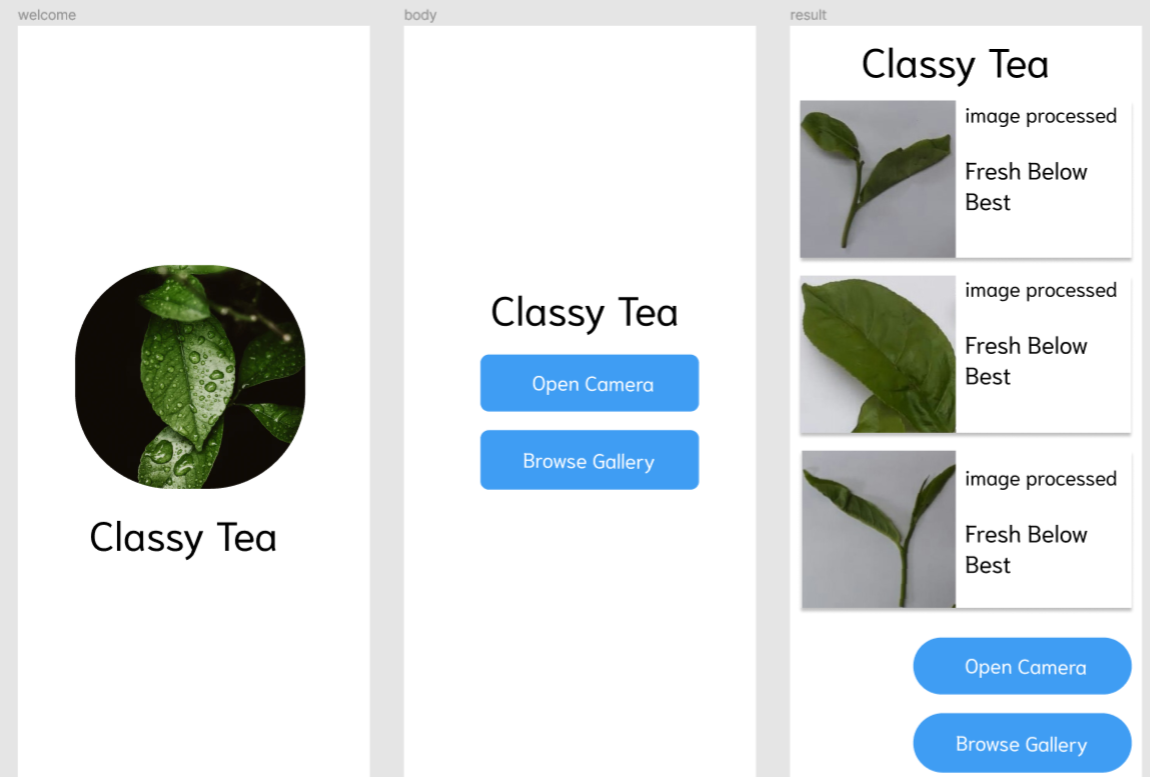 welcome
Classy Tea
body
Classy Tea
Open Camera
Browse Gallery
result
Classy Tea
image processed
Fresh Below
Best
image processed
Fresh Below
Best
image processed
Fresh Below
Best
Open Camera
Browse Gallery